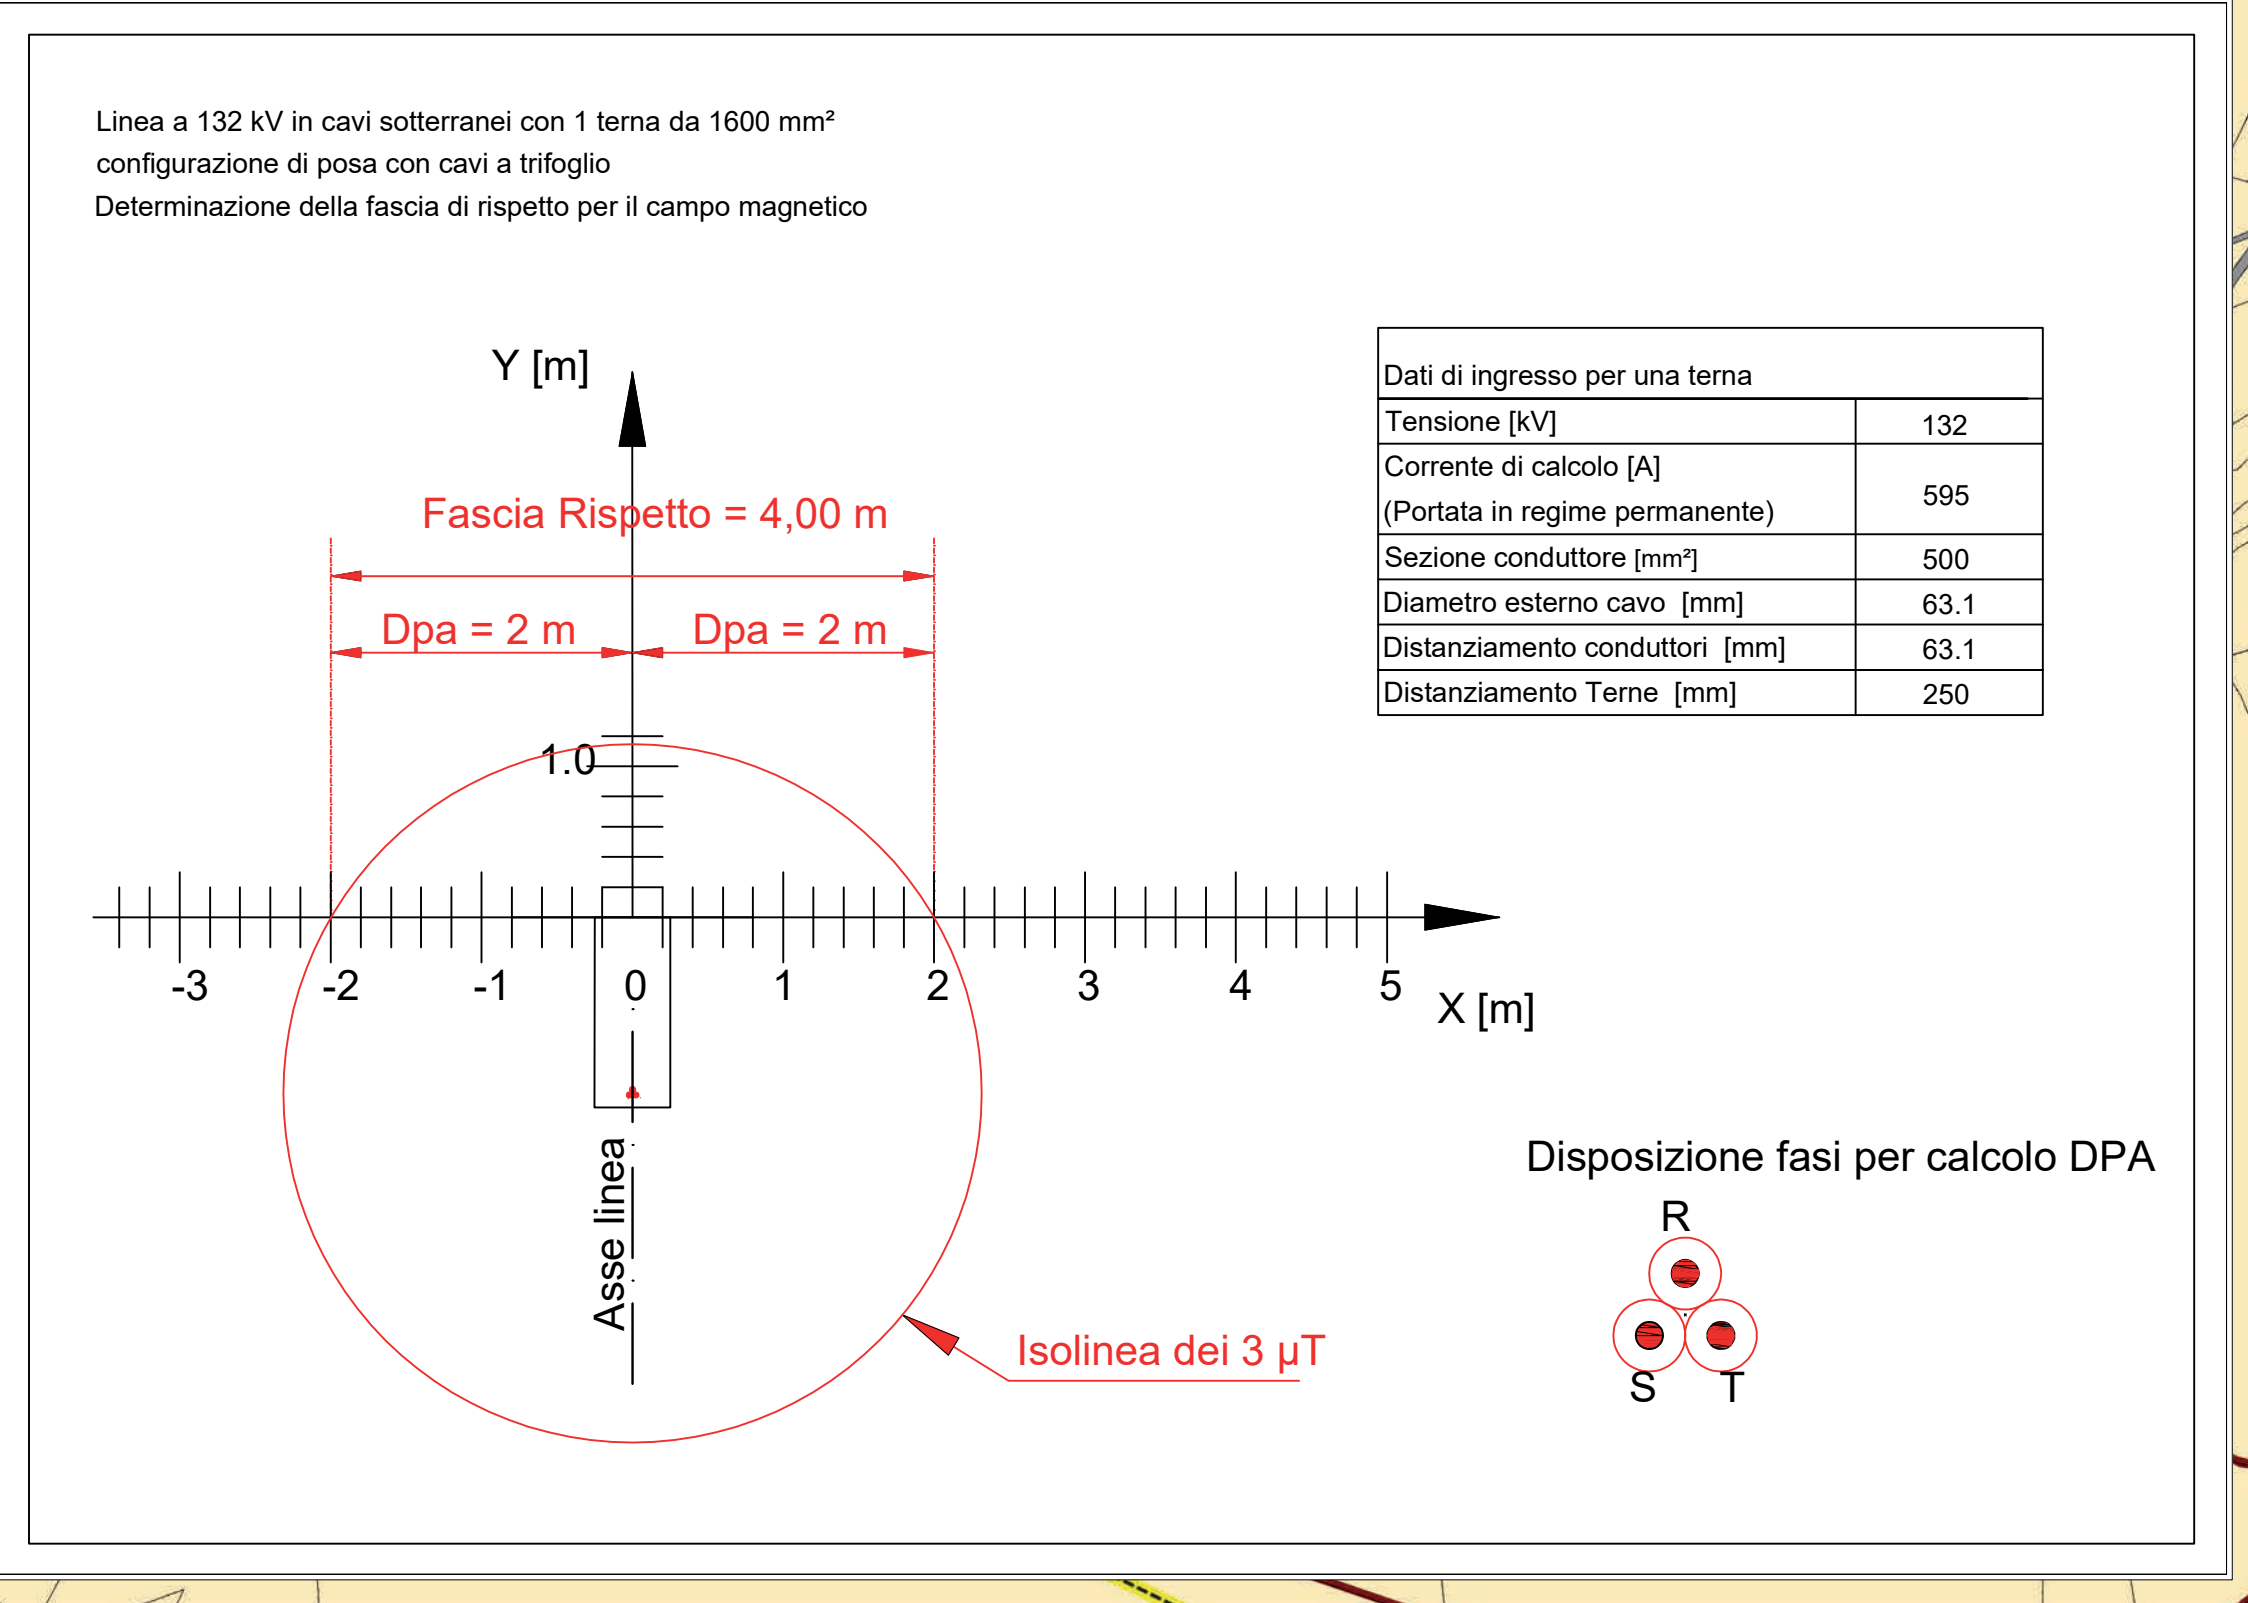 Linea a 132 kV in cavi sotterranei con 1 terna da 1600 mm²
configurazione di posa con cavi a trifoglio
Determinazione della fascia di rispetto per il campo magnetico
Y [m]
Fascia Rispetto = 4,00 m
Dpa = 2 m
Dpa = 2 m
1.0
-3
-2
-1
0
1
2
3
4
5
X [m]
Asse linea
Isolinea dei 3 µT
Dati di ingresso per una terna
Tensione [kV] 132
Corrente di calcolo [A]
(Portata in regime permanente) 595
Sezione conduttore [mm²] 500
Diametro esterno cavo [mm] 63.1
Distanziamento conduttori [mm] 63.1
Distanziamento Terne [mm] 250
Disposizione fasi per calcolo DPA
R
S
T